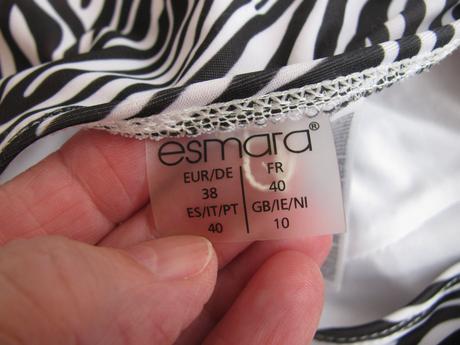 esmara®
EUR/DE FR
38 40
ES/IT/PT GB/IE/NI
40 10